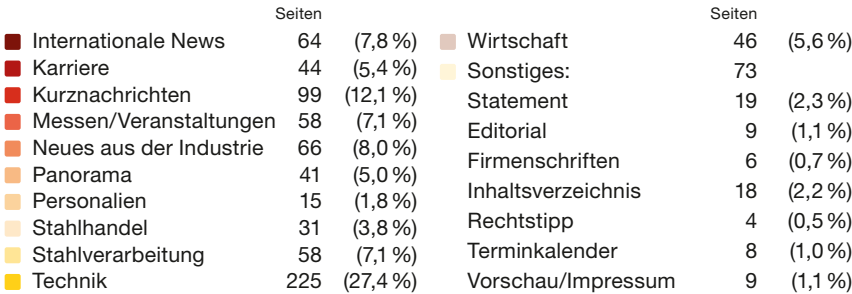 Seiten
Internationale News 64 (7,8 %)
Karriere 44 (5,4 %)
Kurznachrichten 99 (12,1 %)
Messen/Veranstaltungen 58 (7,1 %)
Neues aus der Industrie 66 (8,0 %)
Panorama 41 (5,0 %)
Personalien 15 (1,8 %)
Stahlhandel 31 (3,8 %)
Stahlverarbeitung 58 (7,1 %)
Technik 225 (27,4 %)
Seiten
Wirtschaft 46 (5,6 %)
Sonstiges: 73
Statement 19 (2,3 %)
Editorial 9 (1,1 %)
Firmenschriften 6 (0,7 %)
Inhaltsverzeichnis 18 (2,2 %)
Rechtstipp 4 (0,5 %)
Terminkalender 8 (1,0 %)
Vorschau/Impressum 9 (1,1 %)